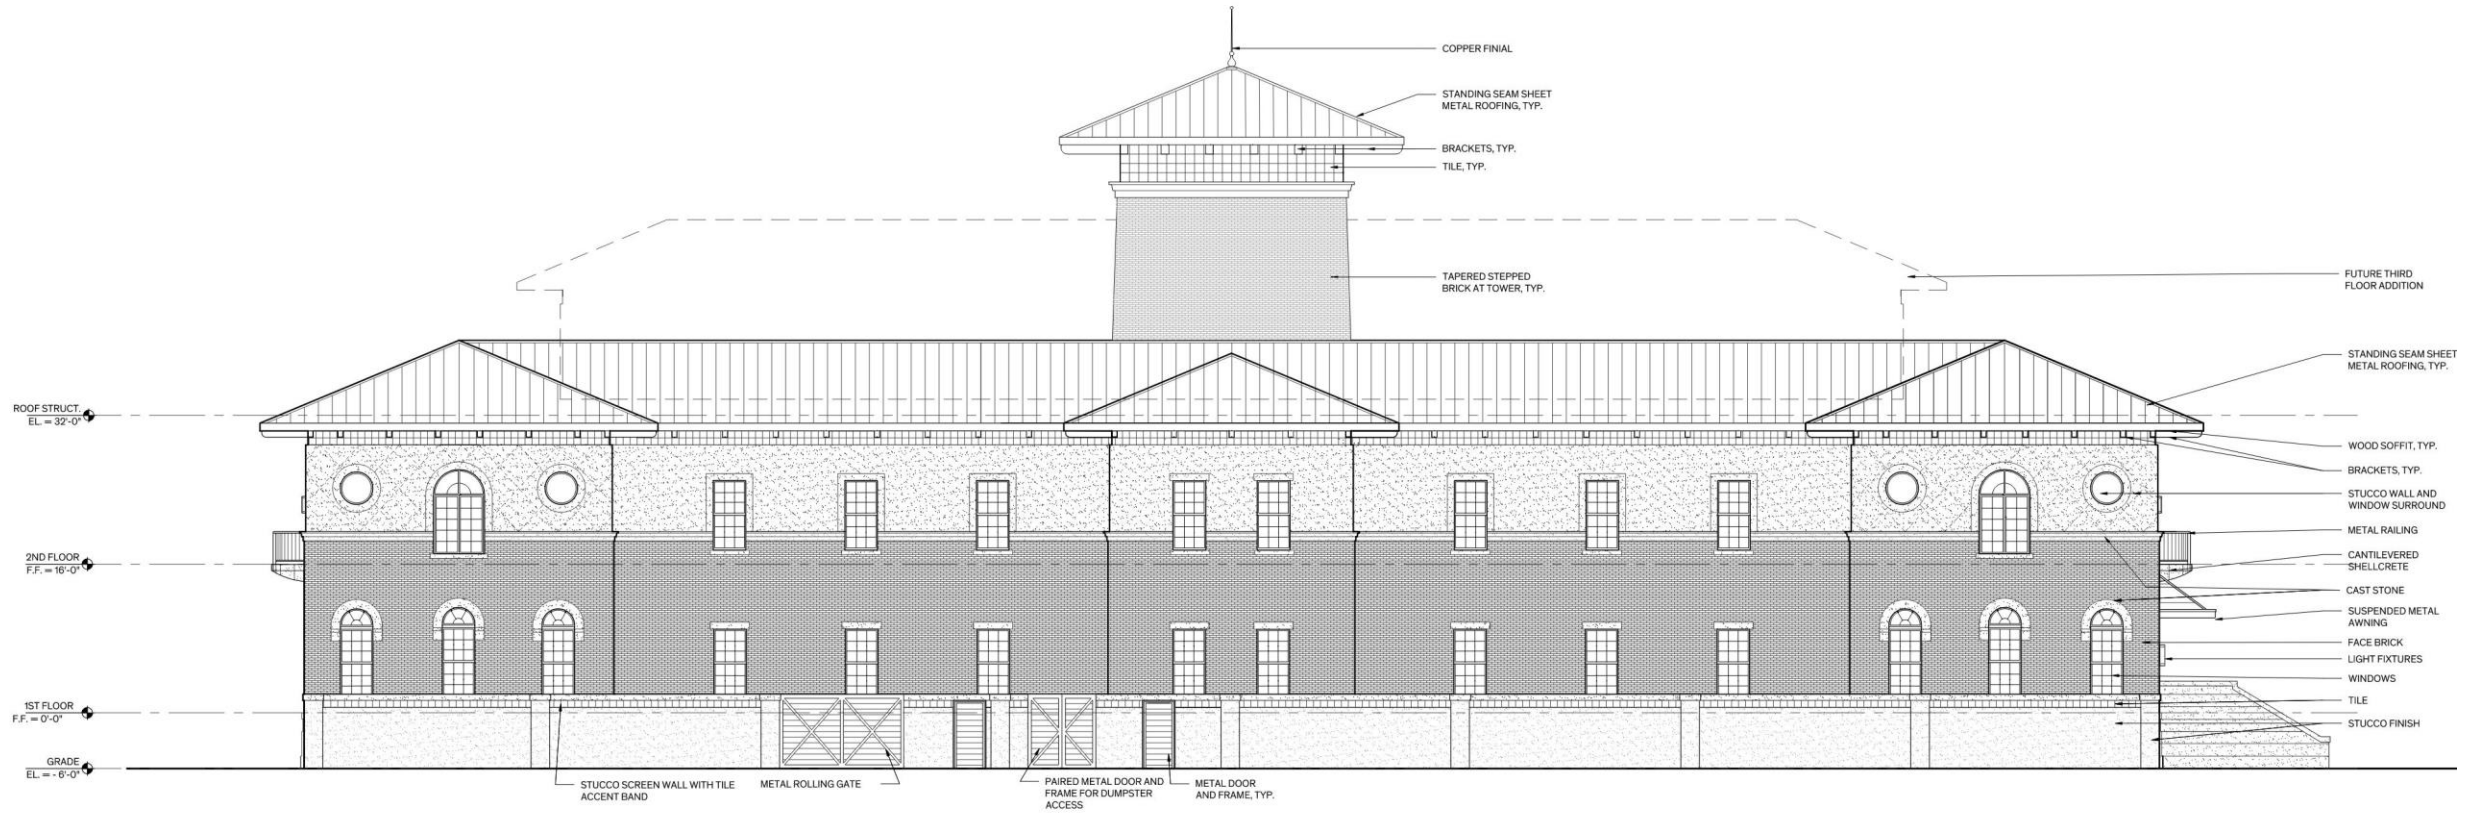 COPPER FINIAL
STANDING SEAM SHEET
METAL ROOFING, TYP.
BRACKETS, TYP.
TILE, TYP.
TAPERED STEPPED
BRICK AT TOWER, TYP.
FUTURE THIRD
FLOOR ADDITION
STANDING SEAM SHEET
METAL ROOFING, TYP.
ROOF STRUCT.
EL. = 32'-0"
WOOD SOFFIT, TYP.
BRACKETS, TYP.
STUCCO WALL AND
WINDOW SURROUND
METAL RAILING
2ND FLOOR
F.F. = 16'-0"
CANTILEVERED
SHELLCRETE
CAST STONE
SUSPENDED METAL
AWNING
FACE BRICK
LIGHT FIXTURES
WINDOWS
1ST FLOOR
F.F. = 0'-0"
TILE
STUCCO FINISH
GRADE
EL. = - 6'-0"
STUCCO SCREEN WALL WITH TILE
ACCENT BAND
METAL ROLLING GATE
PAIRED METAL DOOR AND
FRAME FOR DUMPSTER
ACCESS
METAL DOOR
AND FRAME, TYP.